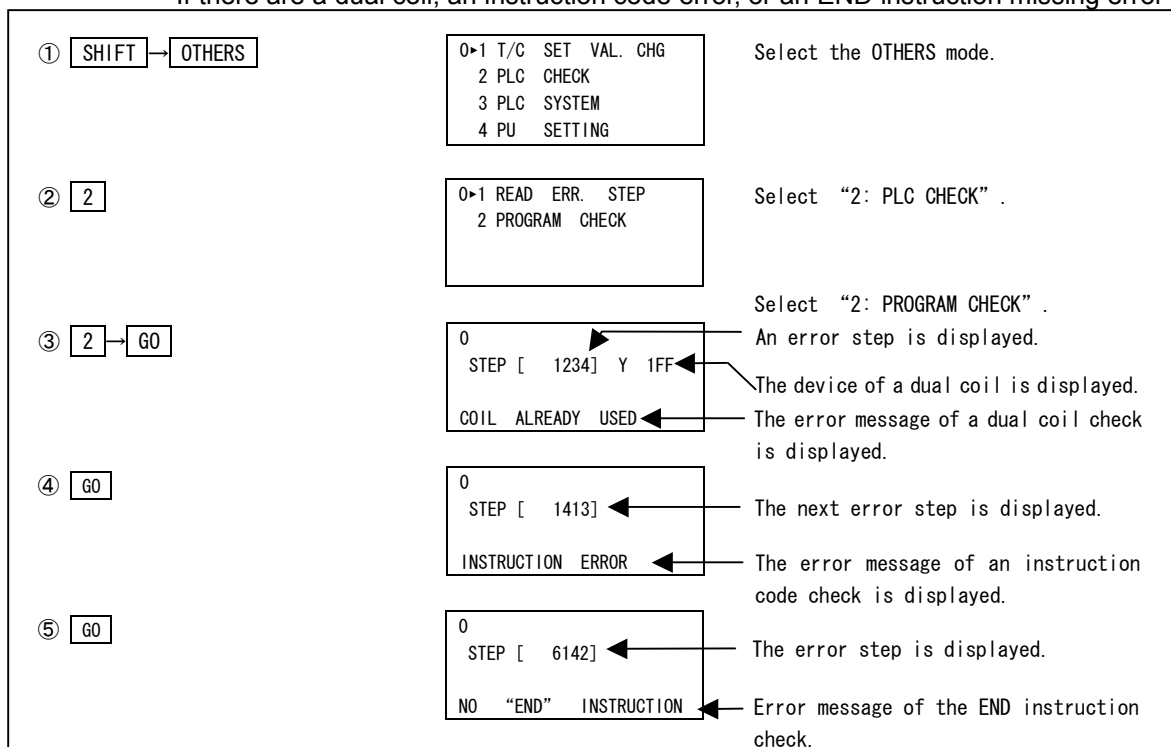 If there are a dual coil, an instruction code error, or an END instruction missing error
① SHIFT → OTHERS
0▸1 T/C SET VAL. CHG
2 PLC CHECK
3 PLC SYSTEM
4 PU SETTING
Select the OTHERS mode.
② 2
0▸1 READ ERR. STEP
2 PROGRAM CHECK
Select “2: PLC CHECK”.
Select “2: PROGRAM CHECK”.
③ 2 → GO
0
STEP [ 1234] Y 1FF
COIL ALREADY USED
An error step is displayed.
The device of a dual coil is displayed.
The error message of a dual coil check
is displayed.
④ GO
0
STEP [ 1413]
INSTRUCTION ERROR
The next error step is displayed.
The error message of an instruction
code check is displayed.
⑤ GO
0
STEP [ 6142]
NO “END” INSTRUCTION
The error step is displayed.
Error message of the END instruction
check.